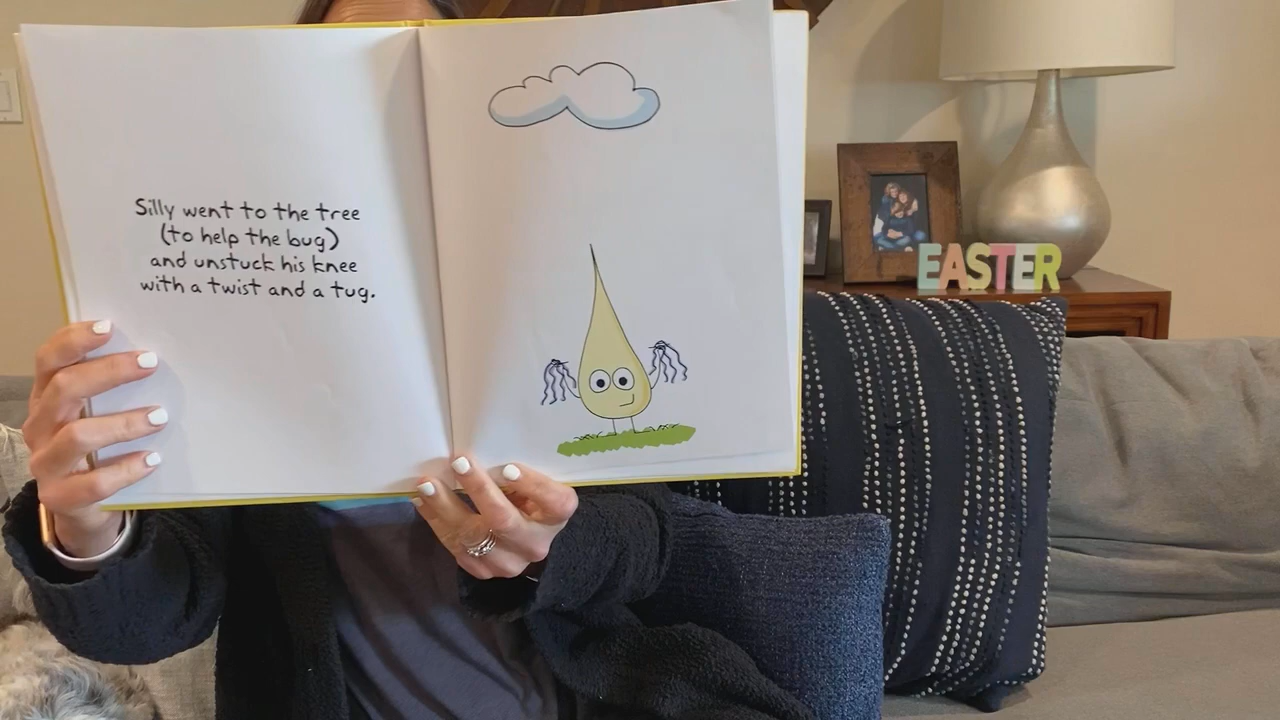 Silly went to the tree
(to help the bug)
and unstuck his knee
with a twist and a tug.
EASTER